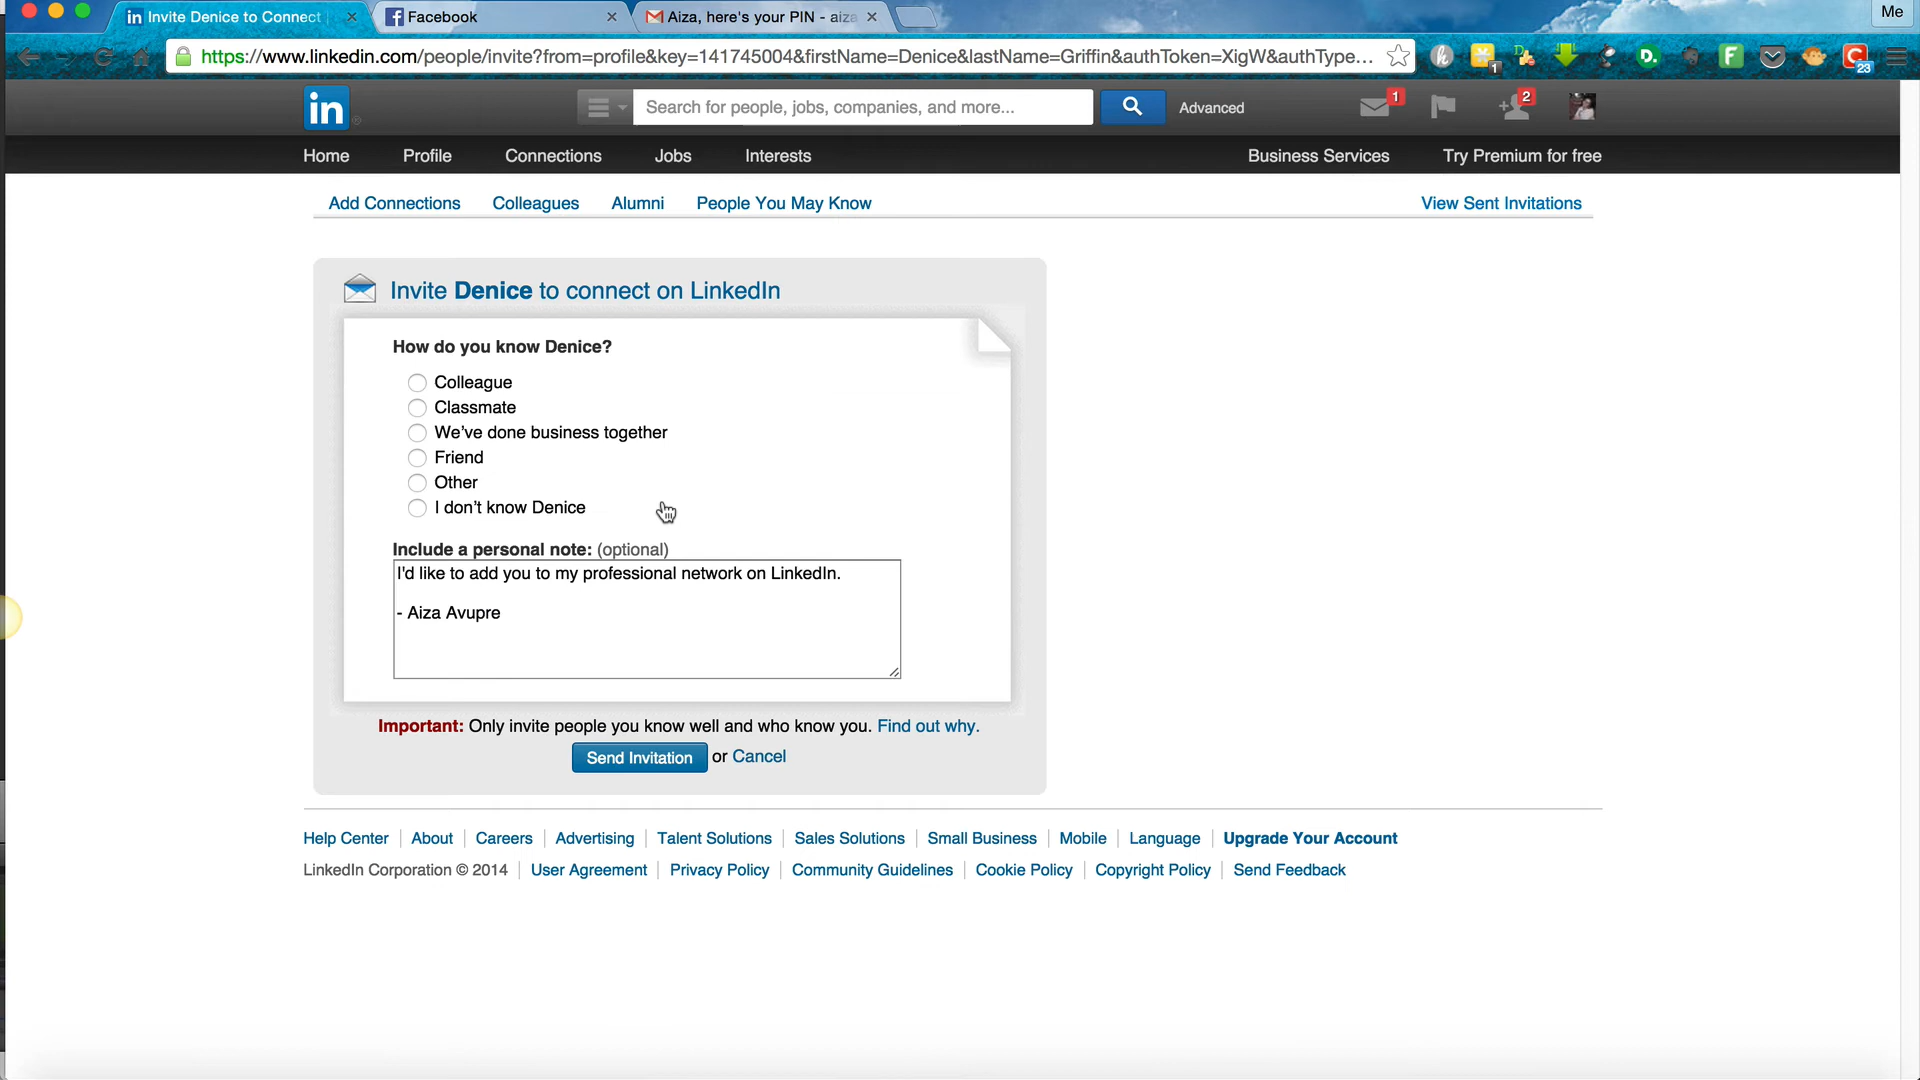 in Invite Denice to Connect
Facebook
Aiza, here's your PIN - aiza
Me
https://www.linkedin.com/people/invite?from=profile&key=141745004&firstName=Denice&lastName=Griffin&authToken=XigW&authType...
1
D.
F
23
in
Search for people, jobs, companies, and more...
Advanced
1
2
Home Profile Connections Jobs Interests Business Services Try Premium for free
Add Connections Colleagues Alumni People You May Know View Sent Invitations
Invite Denice to connect on LinkedIn
How do you know Denice?
Colleague
Classmate
We've done business together
Friend
Other
I don't know Denice
Include a personal note: (optional)
I'd like to add you to my professional network on LinkedIn.
- Aiza Avupre
Important: Only invite people you know well and who know you. Find out why.
Send Invitation or Cancel
Help Center About Careers Advertising Talent Solutions Sales Solutions Small Business Mobile Language Upgrade Your Account
LinkedIn Corporation © 2014 User Agreement Privacy Policy Community Guidelines Cookie Policy Copyright Policy Send Feedback